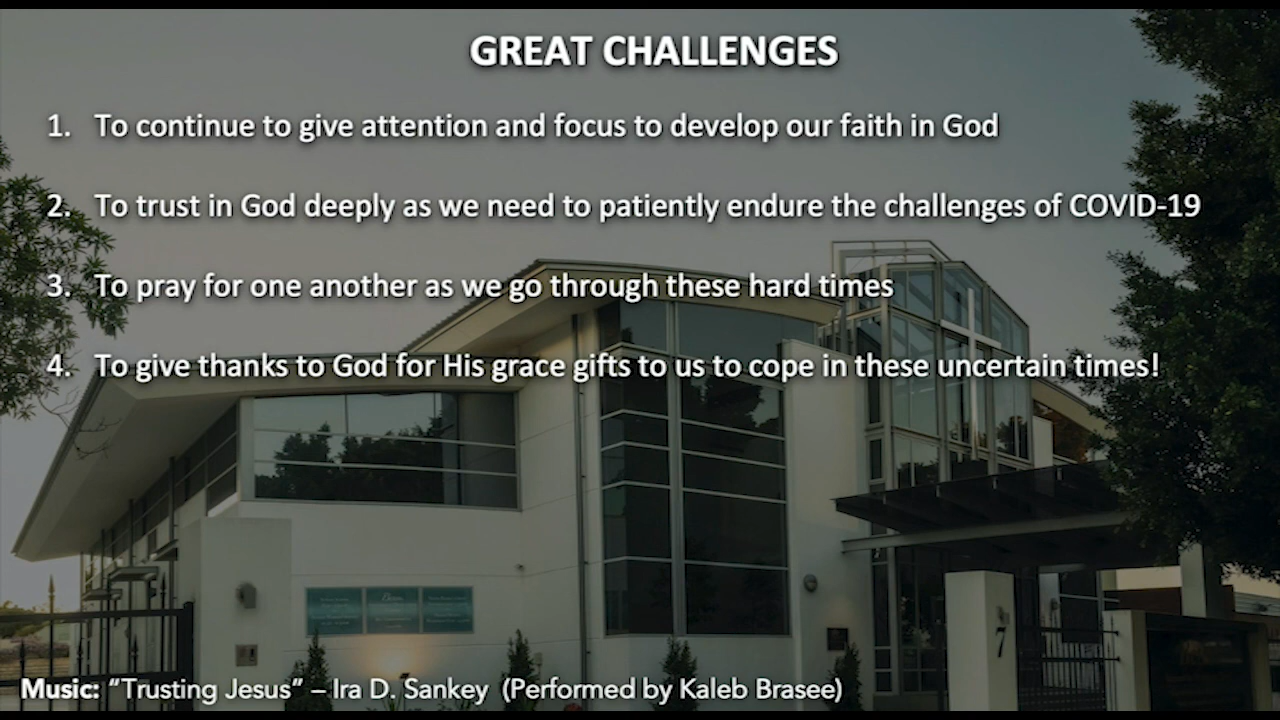 GREAT CHALLENGES
1. To continue to give attention and focus to develop our faith in God
2. To trust in God deeply as we need to patiently endure the challenges of COVID-19
3. To pray for one another as we go through these hard times
4. To give thanks to God for His grace gifts to us to cope in these uncertain times!
7
Music: “Trusting Jesus” – Ira D. Sankey (Performed by Kaleb Brasee)